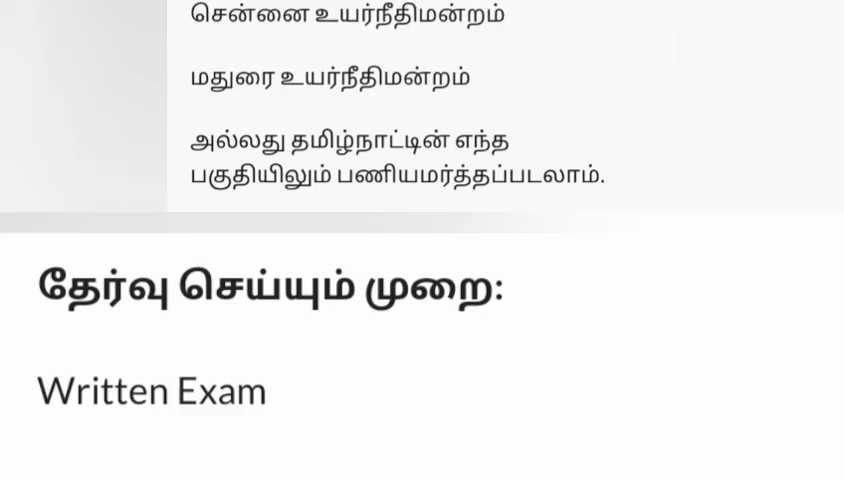 சென்னை உயர்நீதிமன்றம்
மதுரை உயர்நீதிமன்றம்
அல்லது தமிழ்நாட்டின் எந்த
பகுதியிலும் பணியமர்த்தப்படலாம்.
தேர்வு செய்யும் முறை:
Written Exam